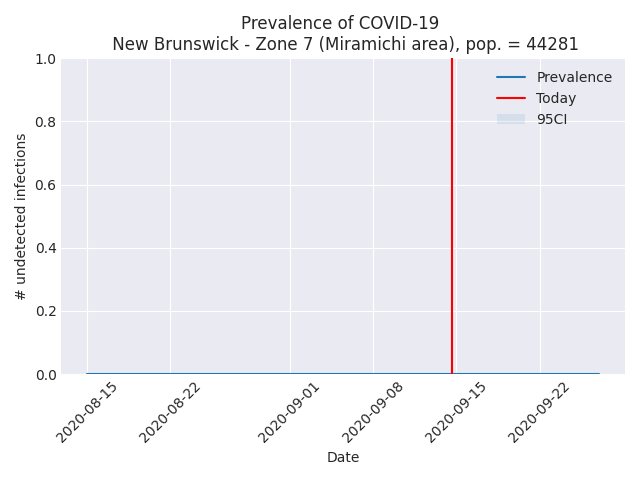 Prevalence of COVID-19
New Brunswick - Zone 7 (Miramichi area), pop. = 44281
Prevalence
Today
95CI
# undetected infections
1.0
0.8
0.6
0.4
0.2
0.0
2020-08-15
2020-08-22
2020-09-01
2020-09-08
2020-09-15
2020-09-22
Date